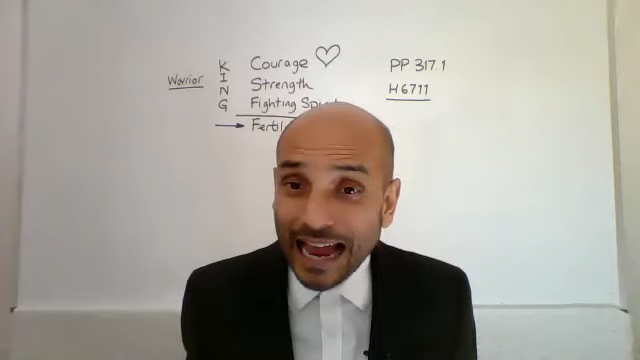 Warrior
K
I
N
G
Courage
Strength
Fighting
PP 317.1
H6711